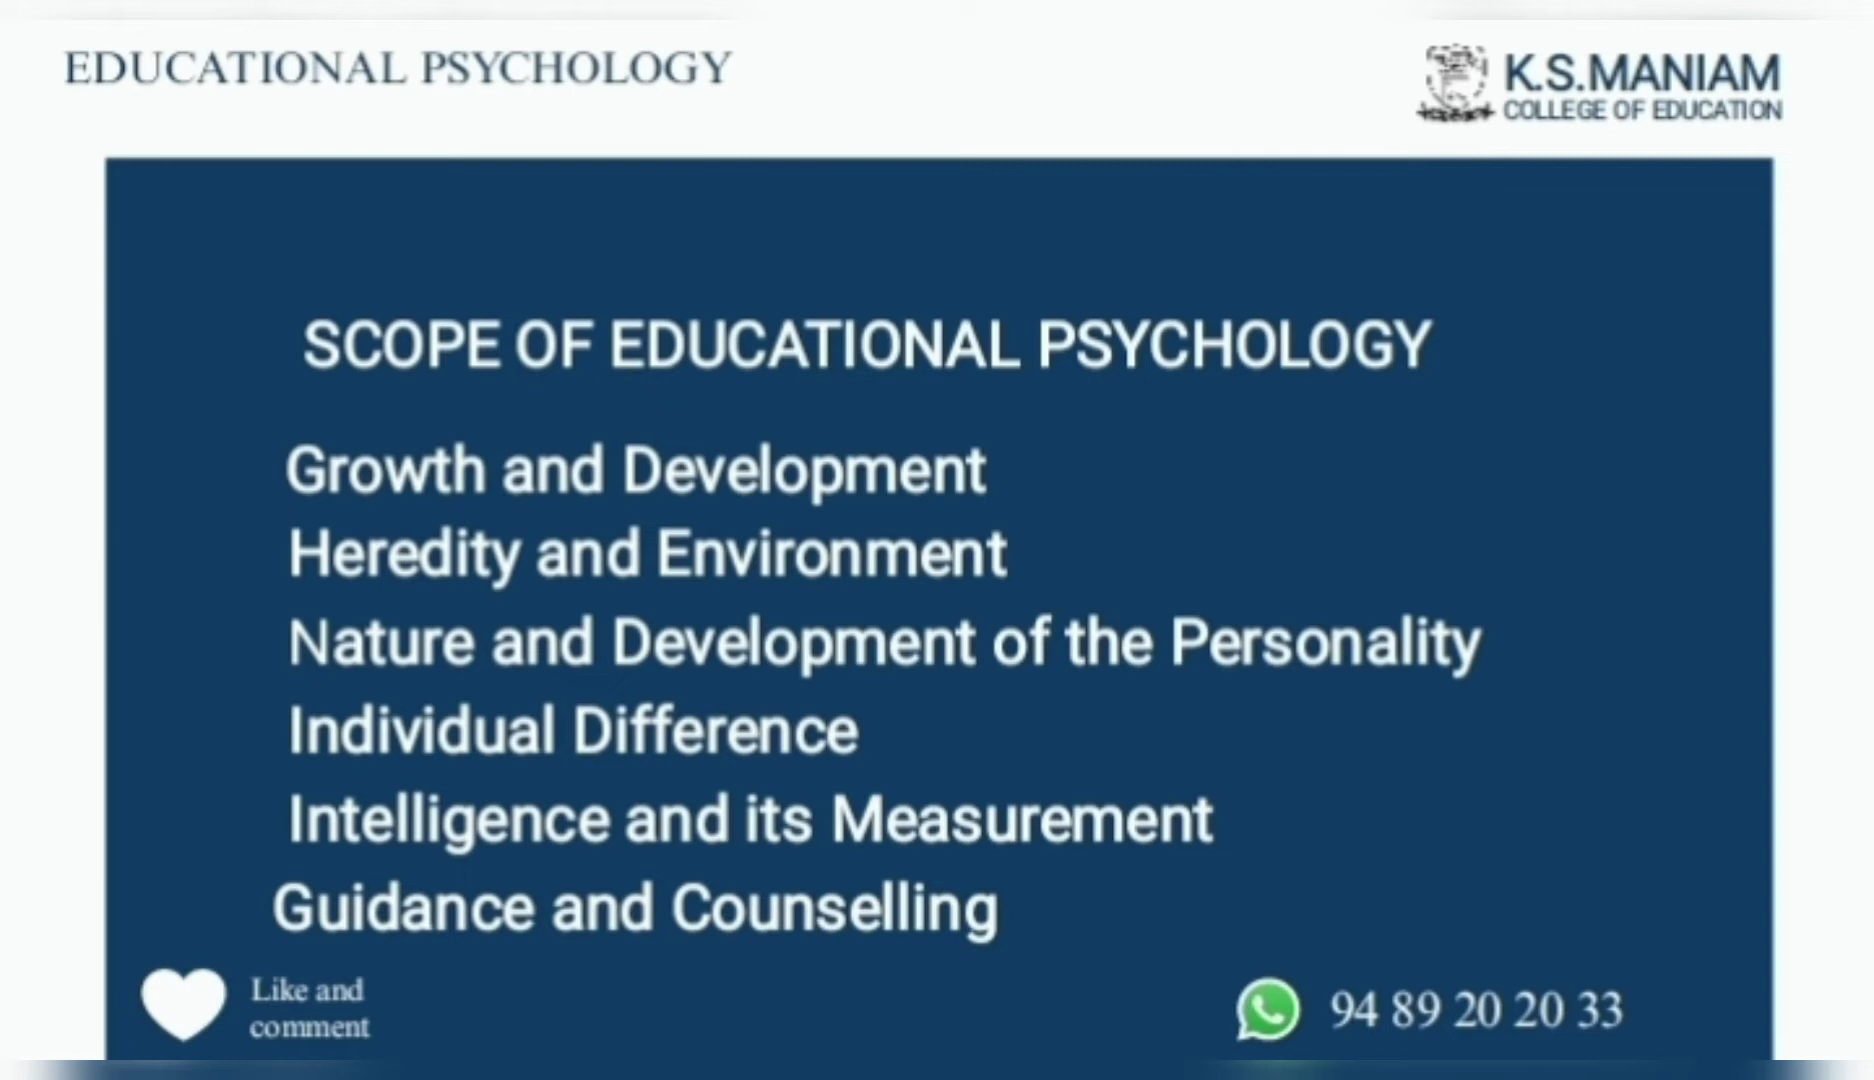 EDUCATIONAL PSYCHOLOGY
K.S.MANIAM
COLLEGE OF EDUCATION
SCOPE OF EDUCATIONAL PSYCHOLOGY
Growth and Development
Heredity and Environment
Nature and Development of the Personality
Individual Difference
Intelligence and its Measurement
Guidance and Counselling
Like and
comment
94 89 20 20 33